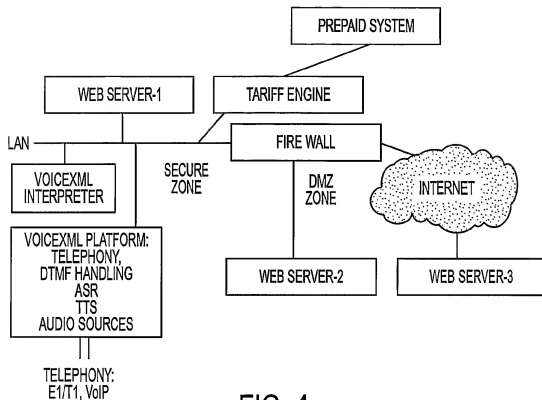 PREPAID SYSTEM
WEB SERVER-1
TARIFF ENGINE
LAN
FIRE WALL
SECURE
ZONE
DMZ
ZONE
INTERNET
VOICEXML
INTERPRETER
VOICEXML PLATFORM:
TELEPHONY,
DTMF HANDLING
ASR
TTS
AUDIO SOURCES
WEB SERVER-2
WEB SERVER-3
TELEPHONY:
E1/T1, VoIP
FIG. 4